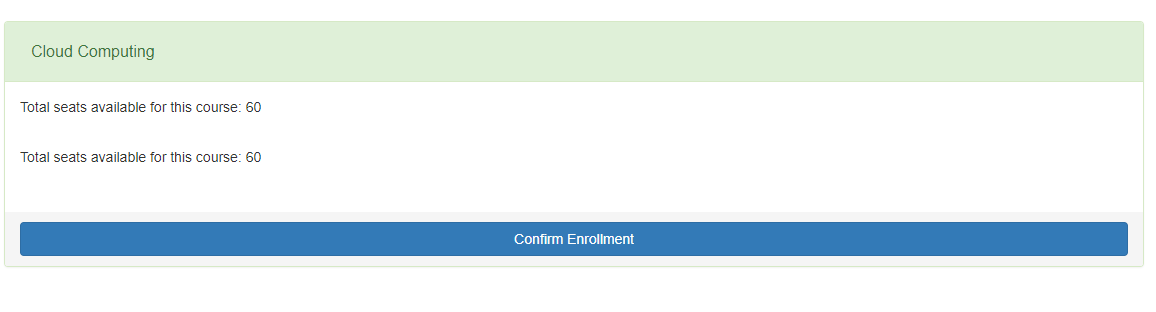 Cloud Computing
Total seats available for this course: 60
Total seats available for this course: 60
Confirm Enrollment